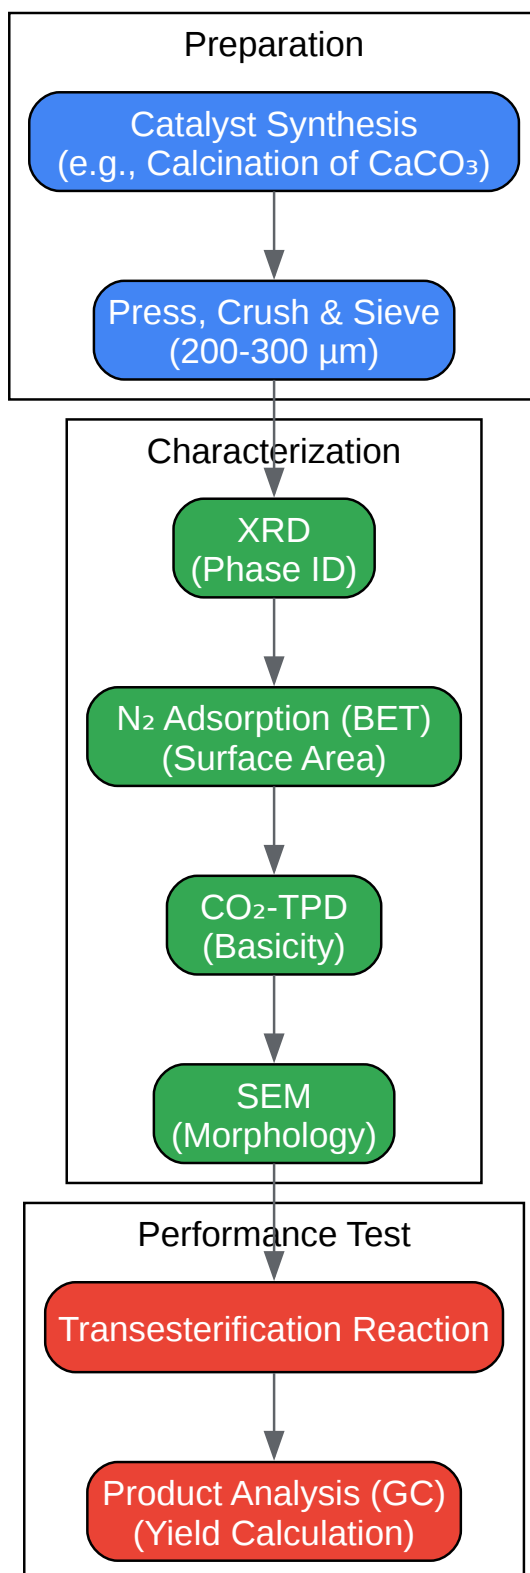 Preparation
Catalyst Synthesis
(e.g., Calcination of CaCO₃)
Press, Crush & Sieve
(200-300 µm)
Characterization
XRD
(Phase ID)
N₂ Adsorption (BET)
(Surface Area)
CO₂-TPD
(Basicity)
SEM
(Morphology)
Performance Test
Transesterification Reaction
Product Analysis (GC)
(Yield Calculation)